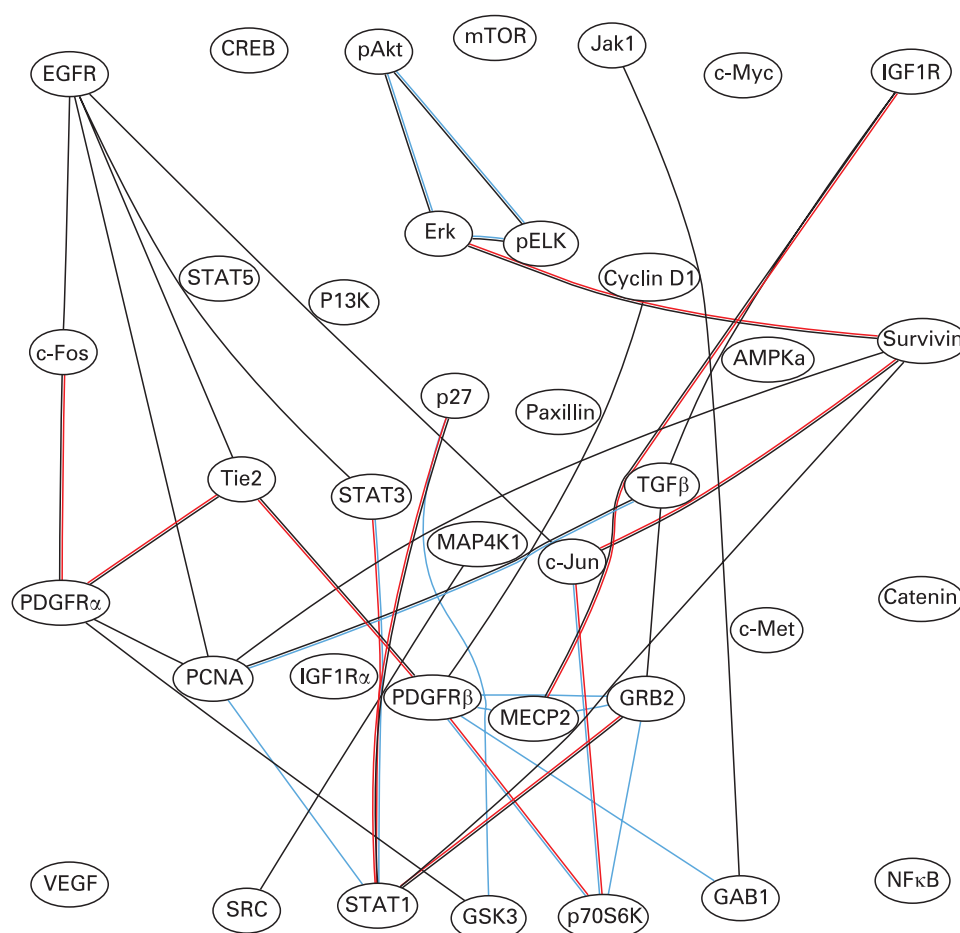 CREB
pAkt
mTOR
Jak1
c-Myc
IGF1R
EGFR
Erk
pELK
STAT5
P13K
Cyclin D1
c-Fos
AMPKa
Survivin
p27
Paxillin
Tie2
STAT3
TGFβ
MAP4K1
c-Jun
PDGFRα
Catenin
c-Met
PCNA
IGF1Rα
PDGFRβ
MECP2
GRB2
VEGF
SRC
STAT1
GSK3
p70S6K
GAB1
NFκB